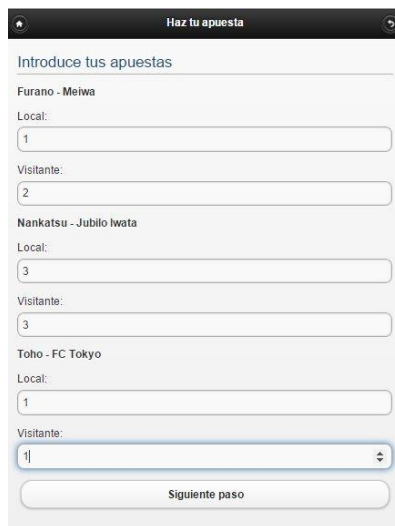 Haz tu apuesta
Introduce tus apuestas
Furano - Meiwa
Local:
1
Visitante:
2
Nankatsu - Jubilo Iwata
Local:
3
Visitante:
3
Toho - FC Tokyo
Local:
1
Visitante:
1
Siguiente paso